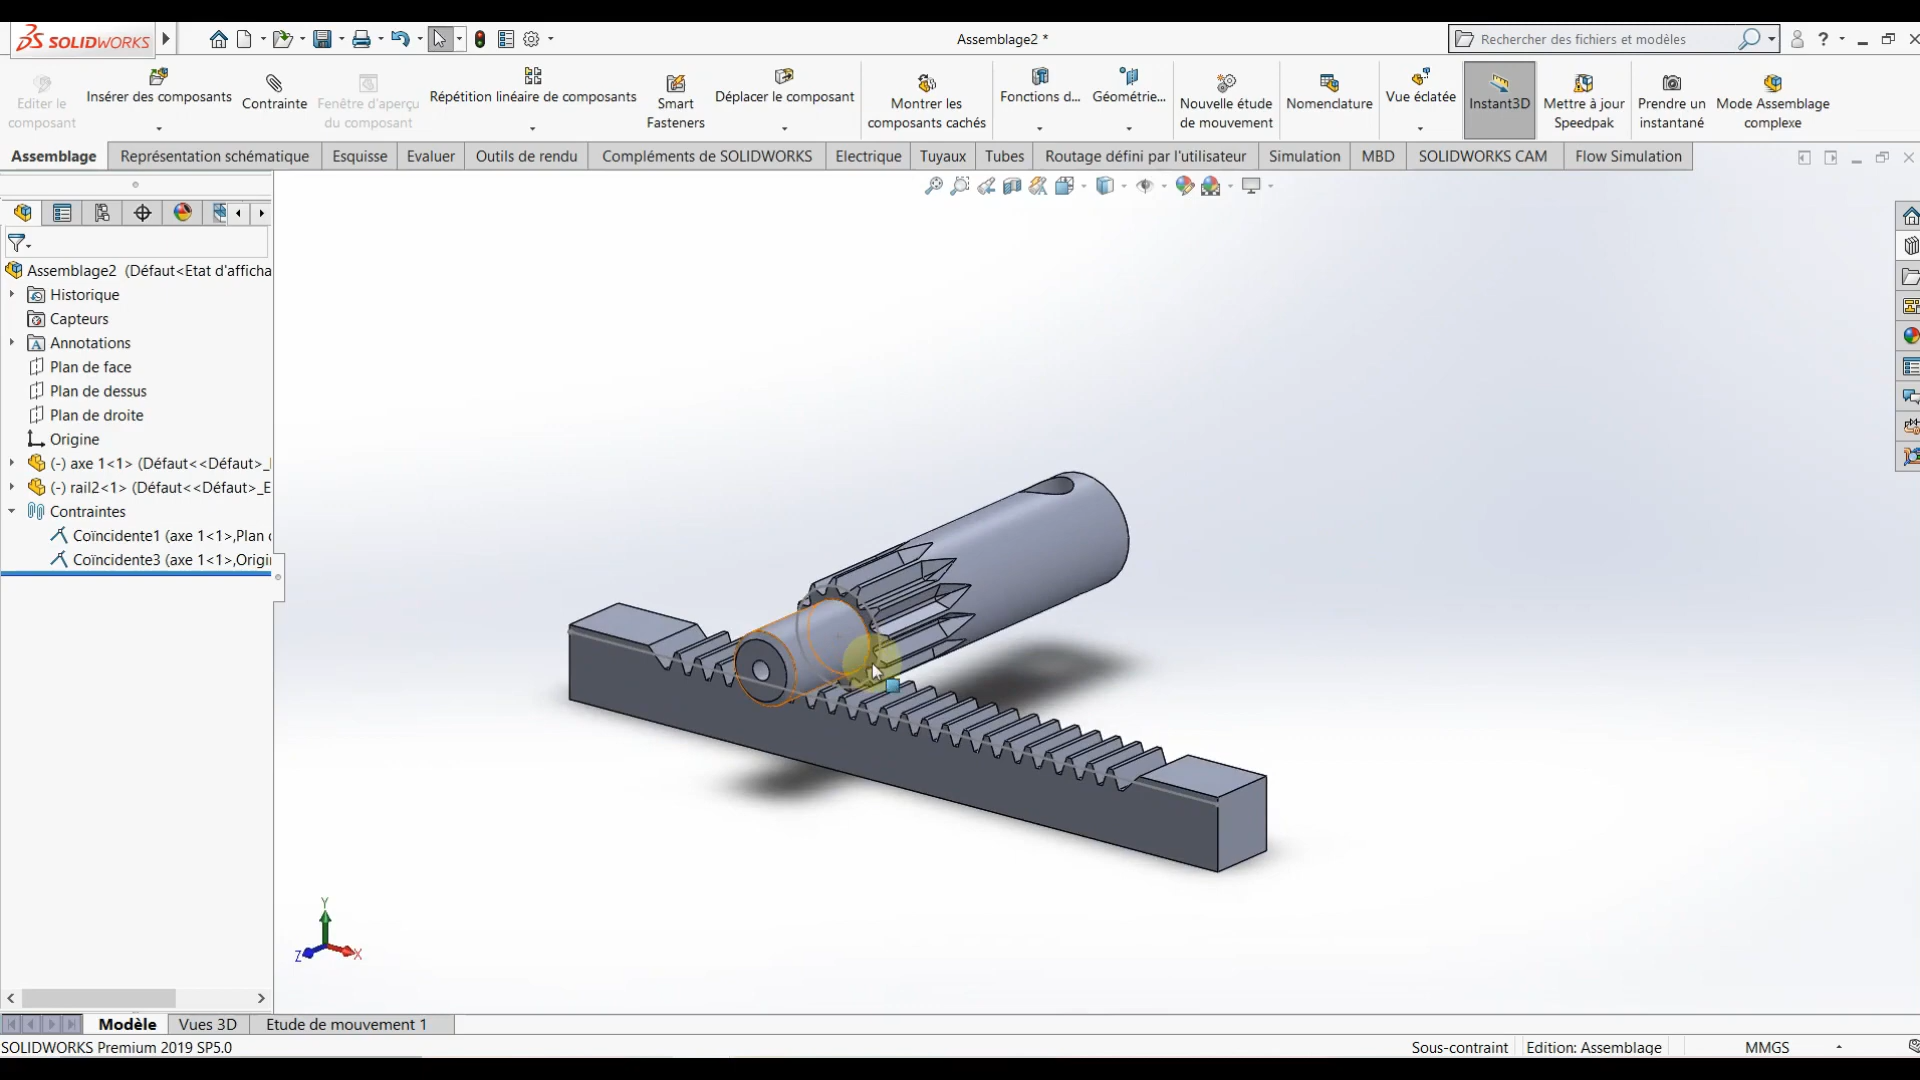 SOLIDWORKS
Assemblage2 *
Rechercher des fichiers et modèles
?
Editer le
composant
Insérer des composants
Contrainte
Fenêtre d'aperçu
du composant
Répétition linéaire de composants
Smart
Fasteners
Déplacer le composant
Montrer les
composants cachés
Fonctions d...
Géométrie...
Nouvelle étude
de mouvement
Nomenclature
Vue éclatée
Instant3D
Mettre à jour
Speedpak
Prendre un
instantané
Mode Assemblage
complexe
Assemblage
Représentation schématique
Esquisse
Evaluer
Outils de rendu
Compléments de SOLIDWORKS
Electrique
Tuyaux
Tubes
Routage défini par l'utilisateur
Simulation
MBD
SOLIDWORKS CAM
Flow Simulation
Assemblage2 (Défaut<Etat d'afficha
Historique
Capteurs
Annotations
Plan de face
Plan de dessus
Plan de droite
Origine
(-) axe 1<1> (Défaut<<Défaut>_
(-) rail2<1> (Défaut<<Défaut>_E
Contraintes
Coïncidente1 (axe 1<1>,Plan
Coïncidente3 (axe 1<1>,Origi
Y
Z
X
Modèle
Vues 3D
Etude de mouvement 1
SOLIDWORKS Premium 2019 SP5.0
Sous-contraint
Edition: Assemblage
MMGS